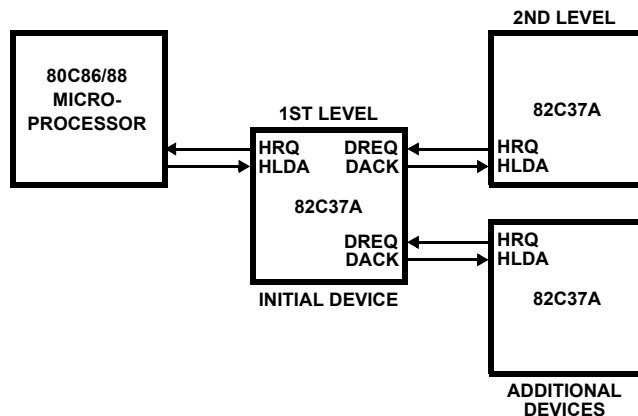 80C86/88
MICRO-
PROCESSOR
1ST LEVEL
HRQ
HLDA
DREQ
DACK
82C37A
DREQ
DACK
INITIAL DEVICE
2ND LEVEL
82C37A
HRQ
HLDA
HRQ
HLDA
82C37A
ADDITIONAL
DEVICES